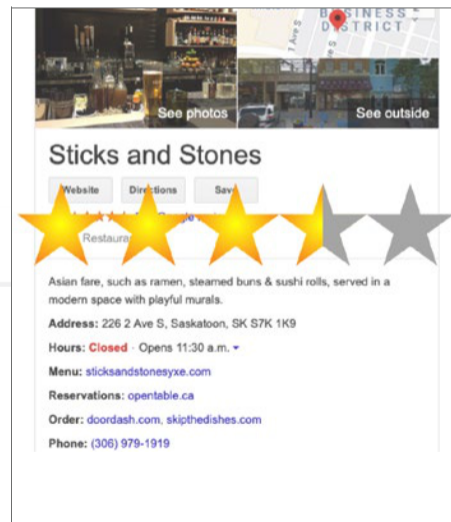 BUSINESS
DISTRICT
See photos
See outside
Sticks and Stones
Website
Directions
Save
Address: 226 2 Ave S, Saskatoon, SK S7K 1K9
Asian fare, such as ramen, steamed buns & sushi rolls, served in a
modern space with playful murals.
Hours: Closed · Opens 11:30 a.m.
Menu: sticksandstonesyxe.com
Reservations: opentable.ca
Order: doordash.com, skipthedishes.com
Phone: (306) 979-1919